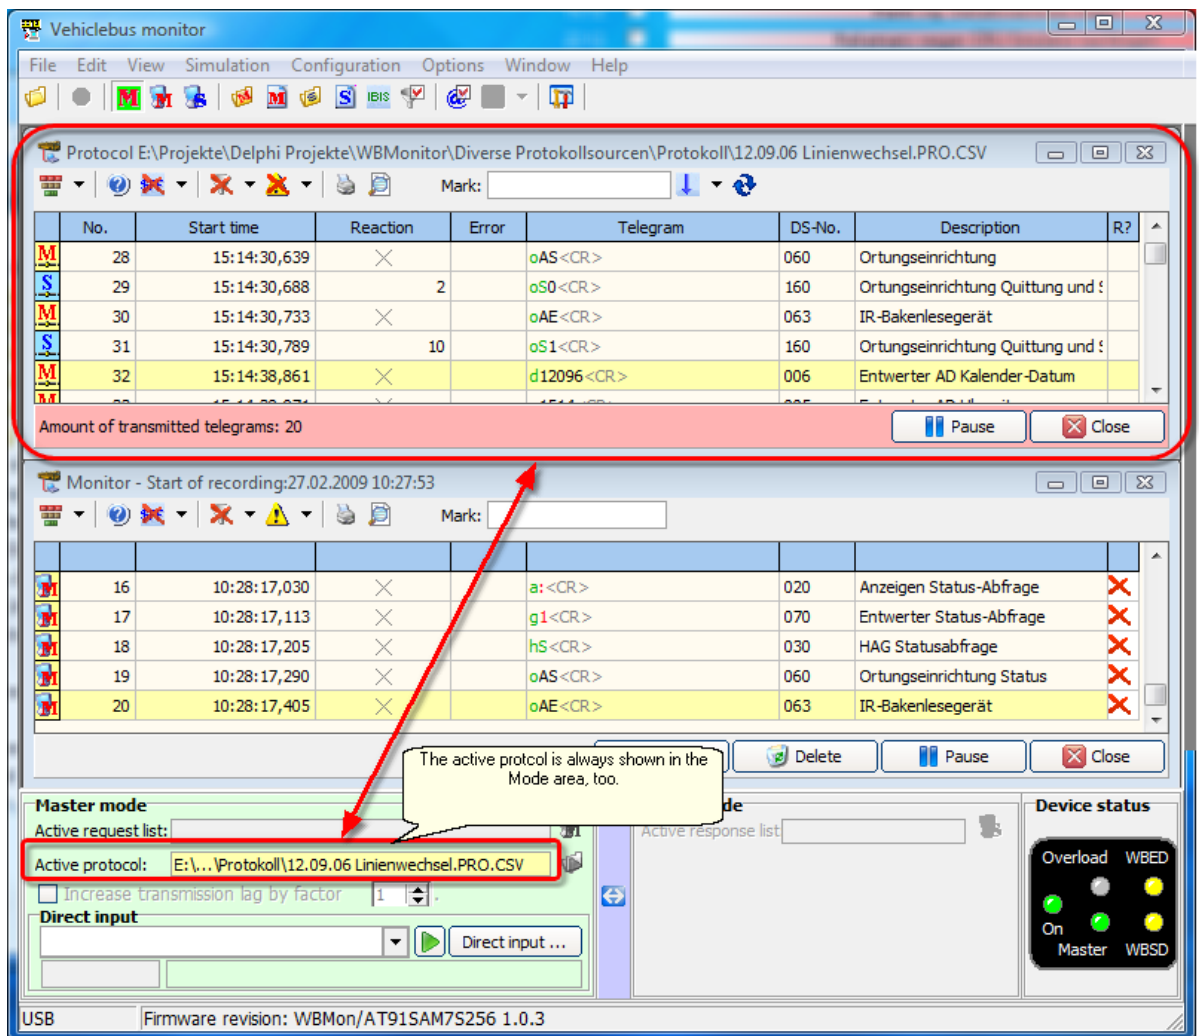 Vehiclebus monitor
File Edit View Simulation Configuration Options Window Help
M M S M S IBIS
Protocol E:\Projekte\Delphi Projekte\WBMonitor\Diverse Protokollsourcen\Protokoll\12.09.06 Linienwechsel.PRO.CSV
Mark:
No. Start time Reaction Error Telegram DS-No. Description R?
M 28 15:14:30,639 oAS<CR> 060 Ortungseinrichtung
S 29 15:14:30,688 2 oS0<CR> 160 Ortungseinrichtung Quittung und
M 30 15:14:30,733 oAE<CR> 063 IR-Bakenlesegerät
S 31 15:14:30,789 10 oS1<CR> 160 Ortungseinrichtung Quittung und
M 32 15:14:38,861 d12096<CR> 006 Entwerter AD Kalender-Datum
Amount of transmitted telegrams: 20 Pause Close
Monitor - Start of recording:27.02.2009 10:27:53
Mark:
M 16 10:28:17,030 a:<CR> 020 Anzeigen Status-Abfrage
M 17 10:28:17,113 g1<CR> 070 Entwerter Status-Abfrage
M 18 10:28:17,205 hS<CR> 030 HAG Statusabfrage
M 19 10:28:17,290 oAS<CR> 060 Ortungseinrichtung Status
M 20 10:28:17,405 oAE<CR> 063 IR-Bakenlesegerät
Delete Pause Close
The active protcol is always shown in the
Mode area, too.
Master mode de Device status
Active request list: Active response list
Active protocol: E:\...\Protokoll\12.09.06 Linienwechsel.PRO.CSV
Overload WBED
Increase transmission lag by factor 1 .
Direct input
On
Direct input ...
Master WBSD
USB Firmware revision: WBMon/AT91SAM7S256 1.0.3